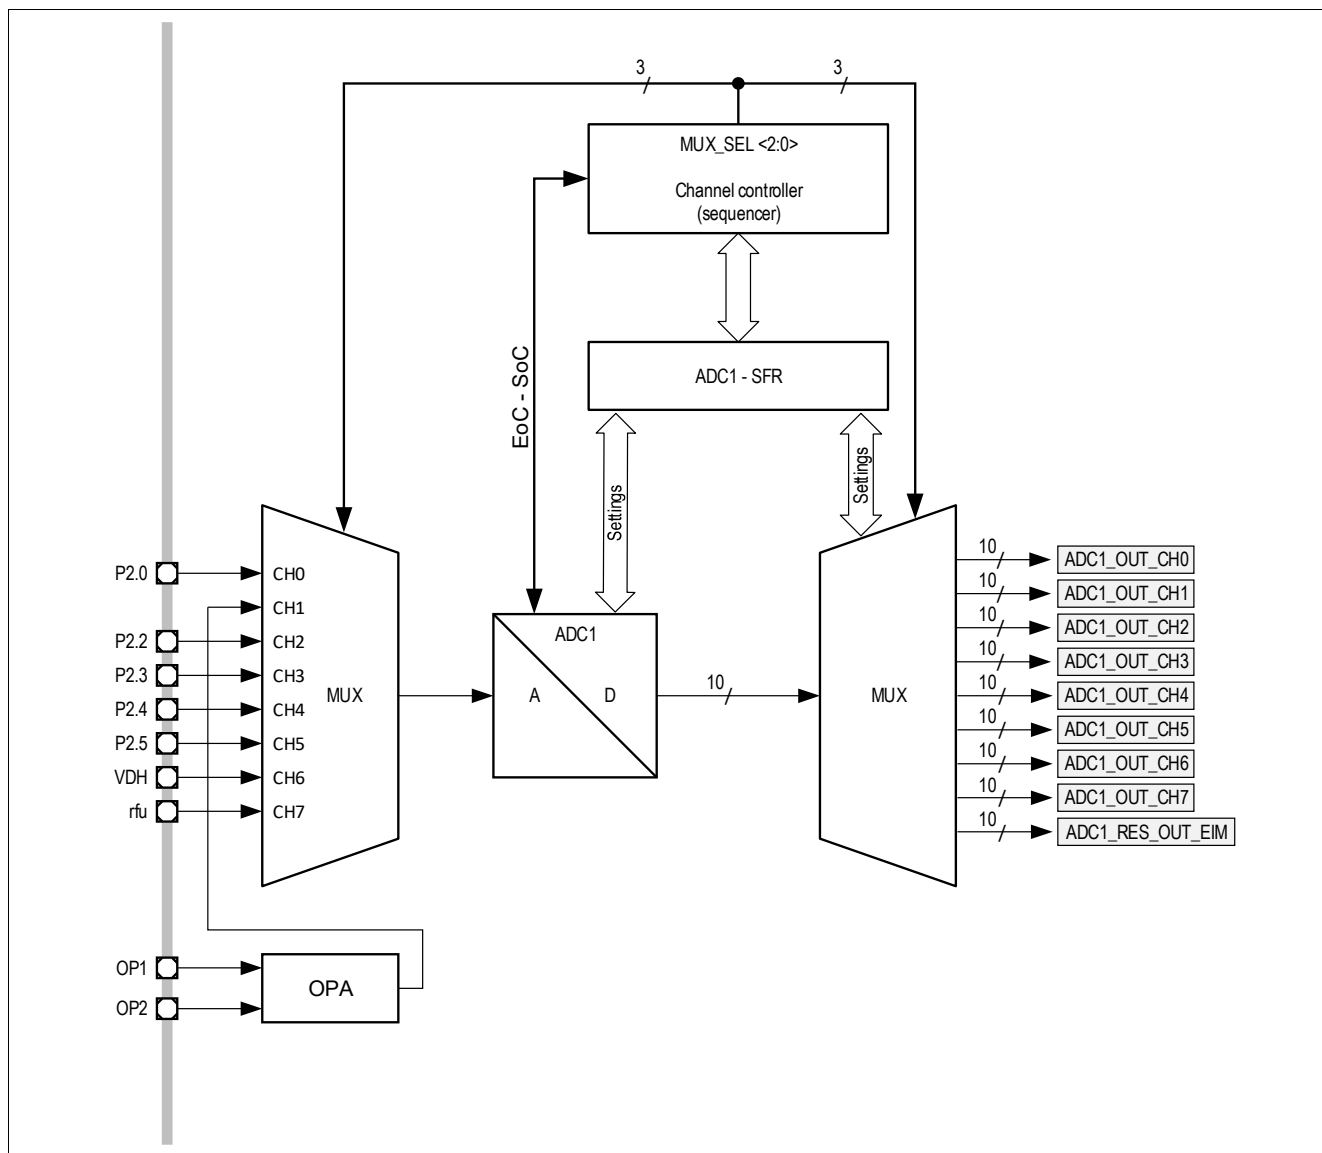 3
3
MUX_SEL <2:0>
Channel controller
(sequencer)
EoC - SoC
ADC1 - SFR
Settings
Settings
P2.0
P2.2
P2.3
P2.4
P2.5
VDH
rfu
CH0
CH1
CH2
CH3
CH4
CH5
CH6
CH7
MUX
ADC1
A
D
10
MUX
10
ADC1_OUT_CH0
10
ADC1_OUT_CH1
10
ADC1_OUT_CH2
10
ADC1_OUT_CH3
10
ADC1_OUT_CH4
10
ADC1_OUT_CH5
10
ADC1_OUT_CH6
10
ADC1_OUT_CH7
10
ADC1_RES_OUT_EIM
OP1
OP2
OPA